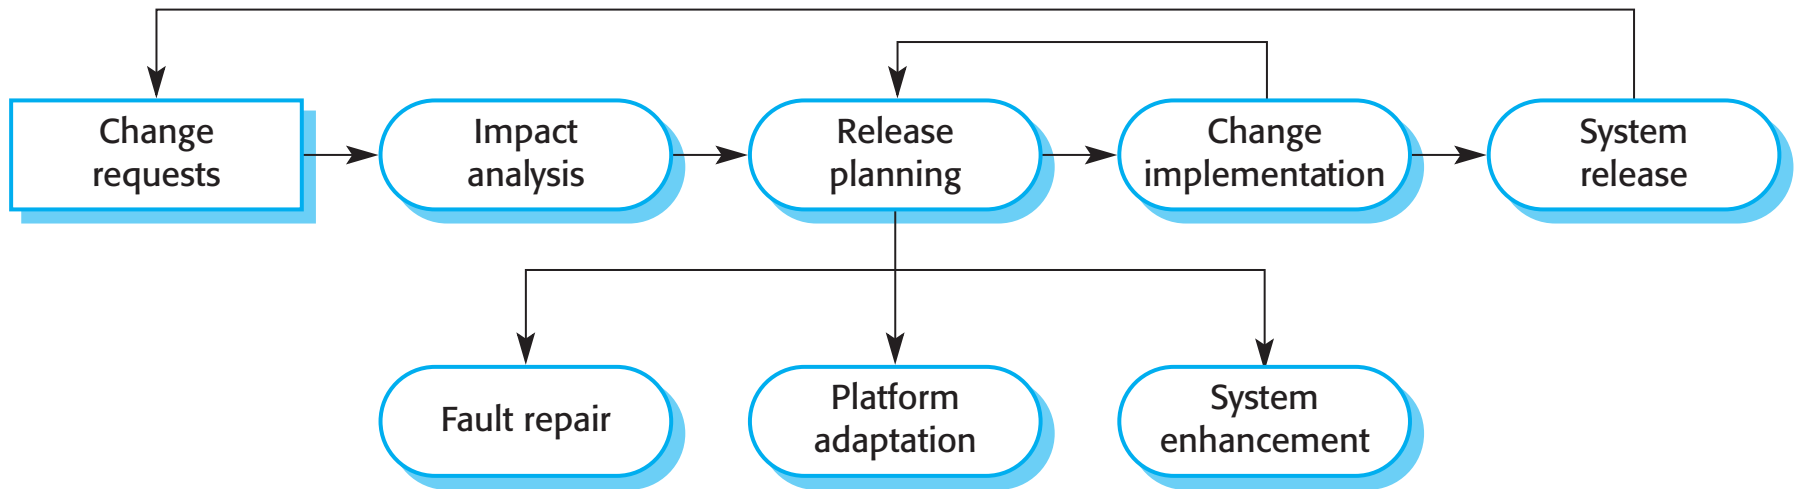 Change
requests
Impact
analysis
Release
planning
Change
implementation
System
release
Fault repair
Platform
adaptation
System
enhancement